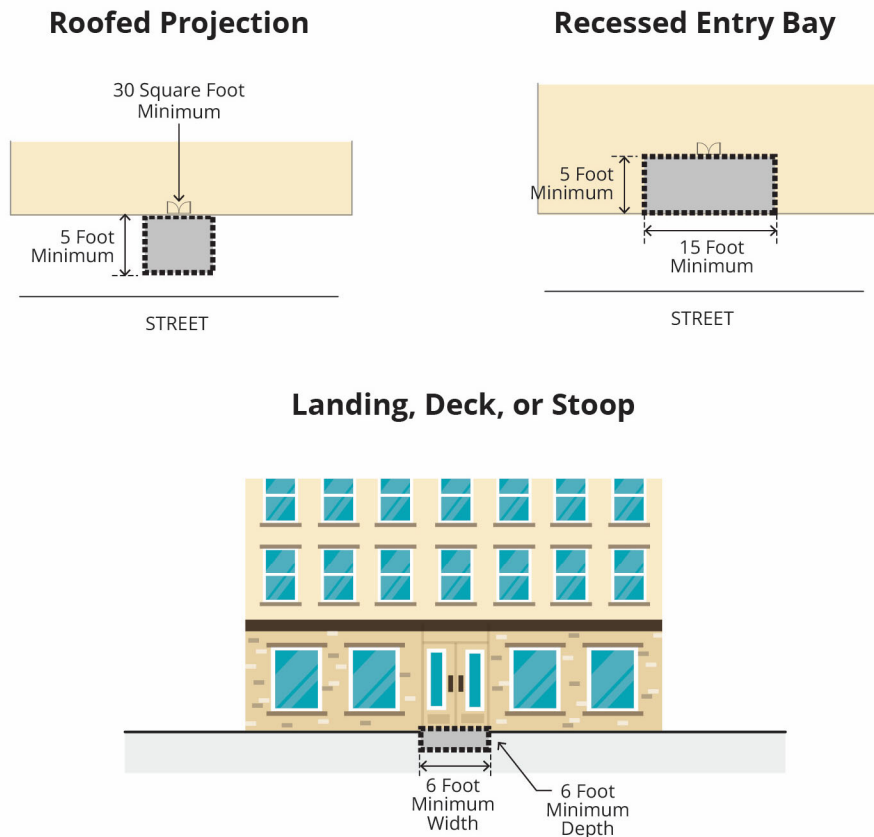 Roofed Projection
30 Square Foot
Minimum
5 Foot
Minimum
STREET
Recessed Entry Bay
5 Foot
Minimum
15 Foot
Minimum
STREET
Landing, Deck, or Stoop
6 Foot
Minimum
Width
6 Foot
Minimum
Depth